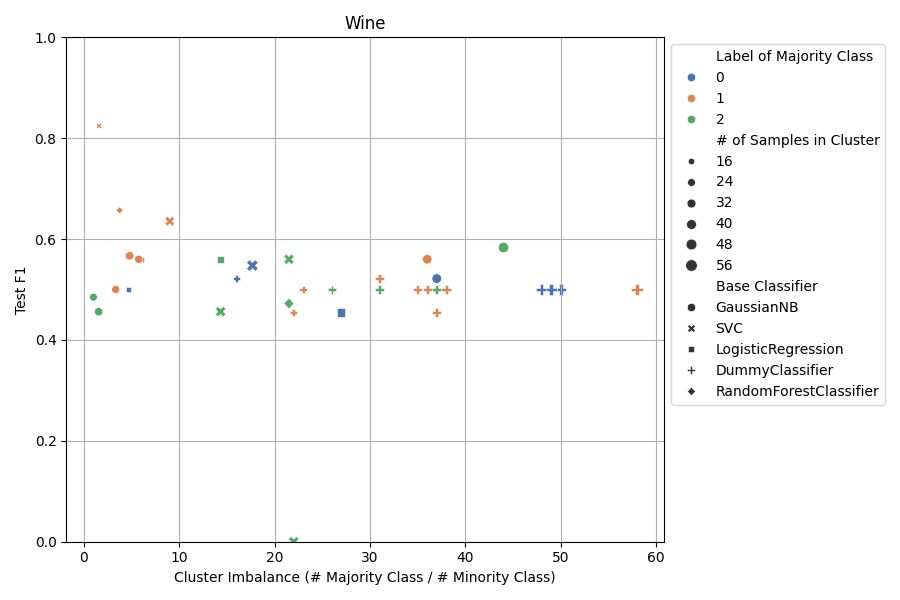 Wine
1.0
0.8
0.6
0.4
0.2
0.0
Test F1
0 10 20 30 40 50 60
Cluster Imbalance (# Majority Class / # Minority Class)
Label of Majority Class
0
1
2
# of Samples in Cluster
16
24
32
40
48
56
Base Classifier
GaussianNB
SVC
LogisticRegression
DummyClassifier
RandomForestClassifier